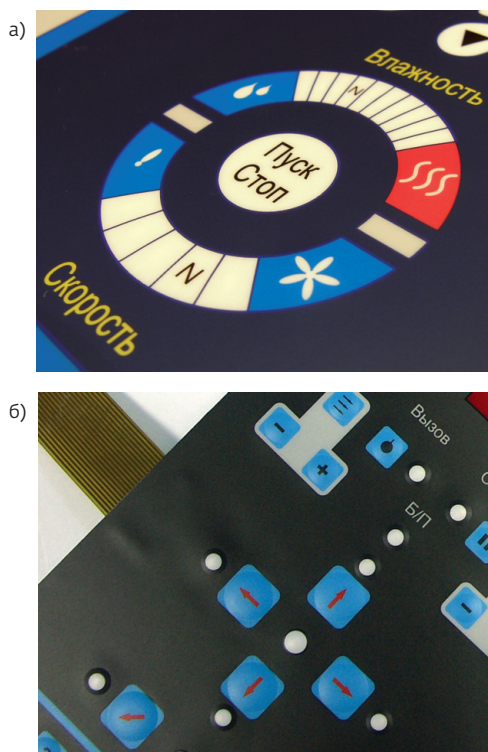 а)
Влажность
N
Пуск
Стоп
N
Скорость
б)
Вызов
Б/П